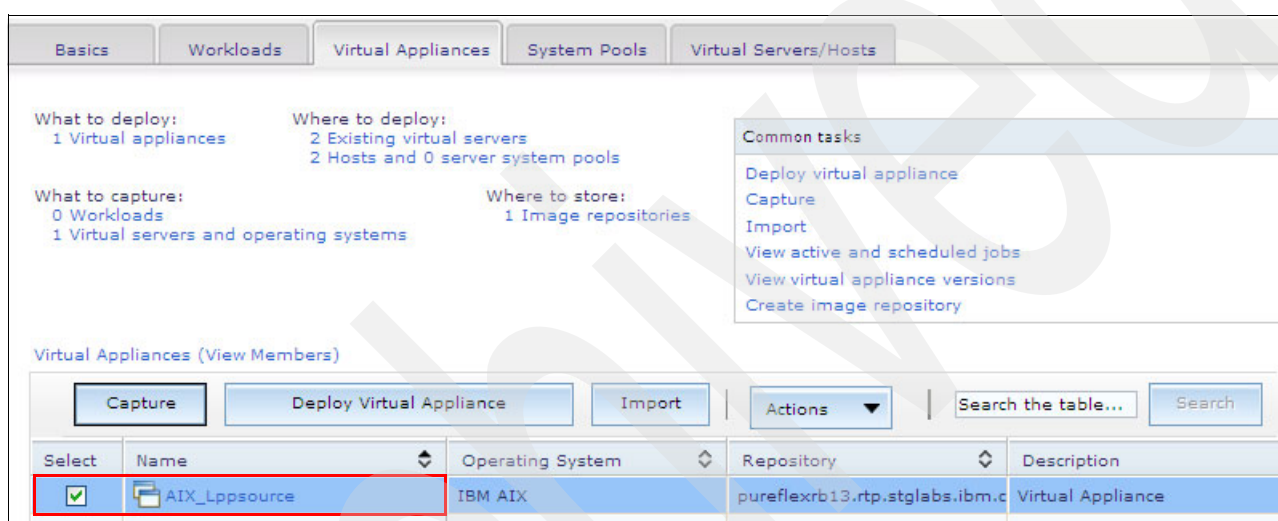 Basics Workloads Virtual Appliances System Pools Virtual Servers/Hosts
What to deploy:
1 Virtual appliances
Where to deploy:
2 Existing virtual servers
2 Hosts and 0 server system pools
What to capture:
0 Workloads
1 Virtual servers and operating systems
Where to store:
1 Image repositories
Common tasks
Deploy virtual appliance
Capture
Import
View active and scheduled jobs
View virtual appliance versions
Create image repository
Virtual Appliances (View Members)
Capture Deploy Virtual Appliance Import | Actions | Search the table... Search
Select Name Operating System Repository Description
AIX_Lppsource IBM AIX pureflexrb13.rtp.stglabs.ibm.c Virtual Appliance